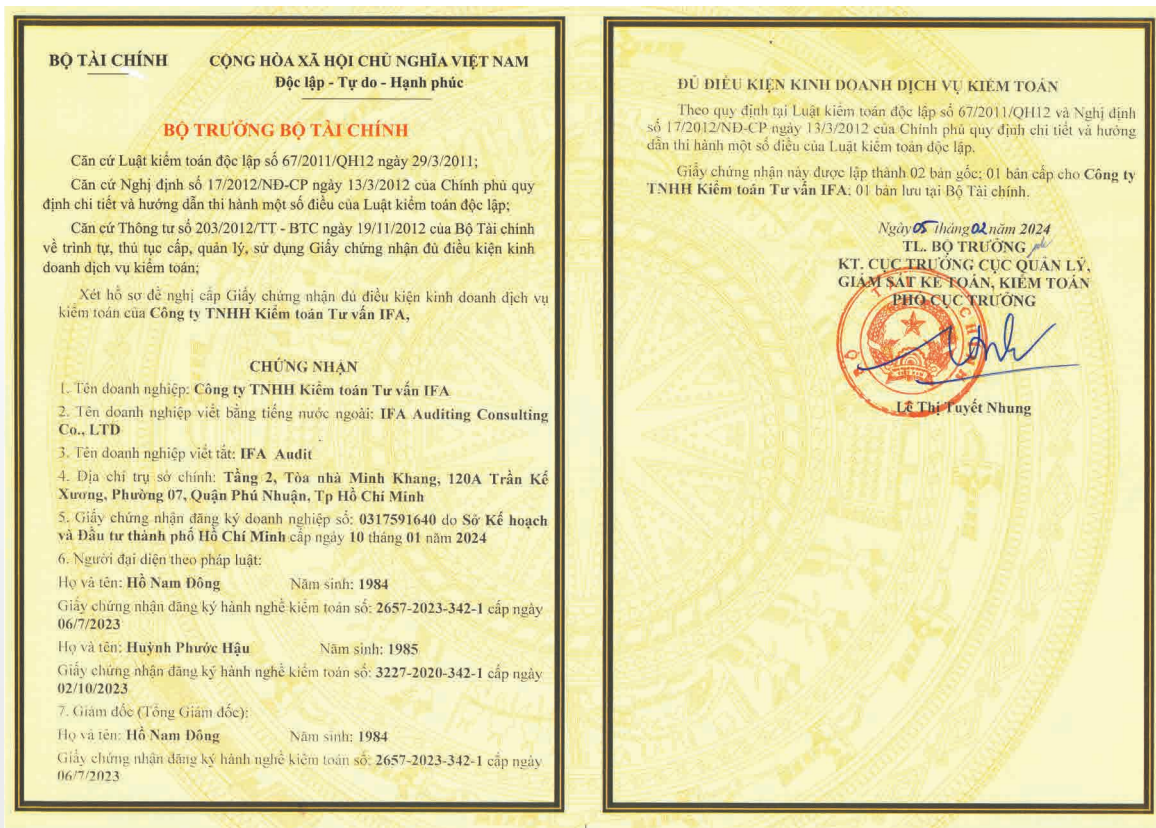 BỘ TÀI CHÍNH
CỘNG HÒA XÃ HỘI CHỦ NGHĨA VIỆT NAM
Độc lập - Tự do - Hạnh phúc
BỘ TRƯỞNG BỘ TÀI CHÍNH
Căn cứ Luật kiểm toán độc lập số 67/2011/QH12 ngày 29/3/2011;
Căn cứ Nghị định số 17/2012/NĐ-CP ngày 13/3/2012 của Chính phủ quy
định chi tiết và hướng dẫn thi hành một số điều của Luật kiểm toán độc lập;
Căn cứ Thông tư số 203/2012/TT - BTC ngày 19/11/2012 của Bộ Tài chính
về trình tự, thủ tục cấp, quản lý, sử dụng Giấy chứng nhận đủ điều kiện kinh
doanh dịch vụ kiểm toán;
Xét hồ sơ đề nghị cấp Giấy chứng nhận đủ điều kiện kinh doanh dịch vụ
kiểm toán của Công ty TNHH Kiểm toán Tư vấn IFA,
CHỨNG NHẬN
1. Tên doanh nghiệp: Công ty TNHH Kiểm toán Tư vấn IFA
2. Tên doanh nghiệp viết bằng tiếng nước ngoài: IFA Auditing Consulting
Co., LTD
3. Tên doanh nghiệp viết tắt: IFA Audit
4. Địa chỉ trụ sở chính: Tầng 2, Tòa nhà Minh Khang, 120A Trần Kế
Xương, Phường 07, Quận Phú Nhuận, Tp Hồ Chí Minh
5. Giấy chứng nhận đăng ký doanh nghiệp số: 0317591640 do Sở Kế hoạch
và Đầu tư thành phố Hồ Chí Minh cấp ngày 10 tháng 01 năm 2024
6. Người đại diện theo pháp luật:
Họ và tên: Hồ Nam Đông Năm sinh: 1984
Giấy chứng nhận đăng ký hành nghề kiểm toán số: 2657-2023-342-1 cấp ngày
06/7/2023
Họ và tên: Huỳnh Phước Hậu Năm sinh: 1985
Giấy chứng nhận đăng ký hành nghề kiểm toán số: 3227-2020-342-1 cấp ngày
02/10/2023
7. Giám đốc (Tổng Giám đốc):
Họ và tên: Hồ Nam Đông Năm sinh: 1984
Giấy chứng nhận đăng ký hành nghề kiểm toán số: 2657-2023-342-1 cấp ngày
06/7/2023
ĐỦ ĐIỀU KIỆN KINH DOANH DỊCH VỤ KIỂM TOÁN
Theo quy định tại Luật kiểm toán độc lập số 67/2011/QH12 và Nghị định
số 17/2012/NĐ-CP ngày 13/3/2012 của Chính phủ quy định chi tiết và hướng
dẫn thi hành một số điều của Luật kiểm toán độc lập.
Giấy chứng nhận này được lập thành 02 bản gốc; 01 bản cấp cho Công ty
TNHH Kiểm toán Tư vấn IFA; 01 bản lưu tại Bộ Tài chính.
Ngày 05 tháng 02 năm 2024
TL. BỘ TRƯỞNG
KT. CỤC TRƯỞNG CỤC QUẢN LÝ,
GIÁM SÁT KẾ TOÁN, KIỂM TOÁN
PHÓ CỤC TRƯỞNG
BỘ TÀI CHÍNH
Lê Thị Tuyết Nhung